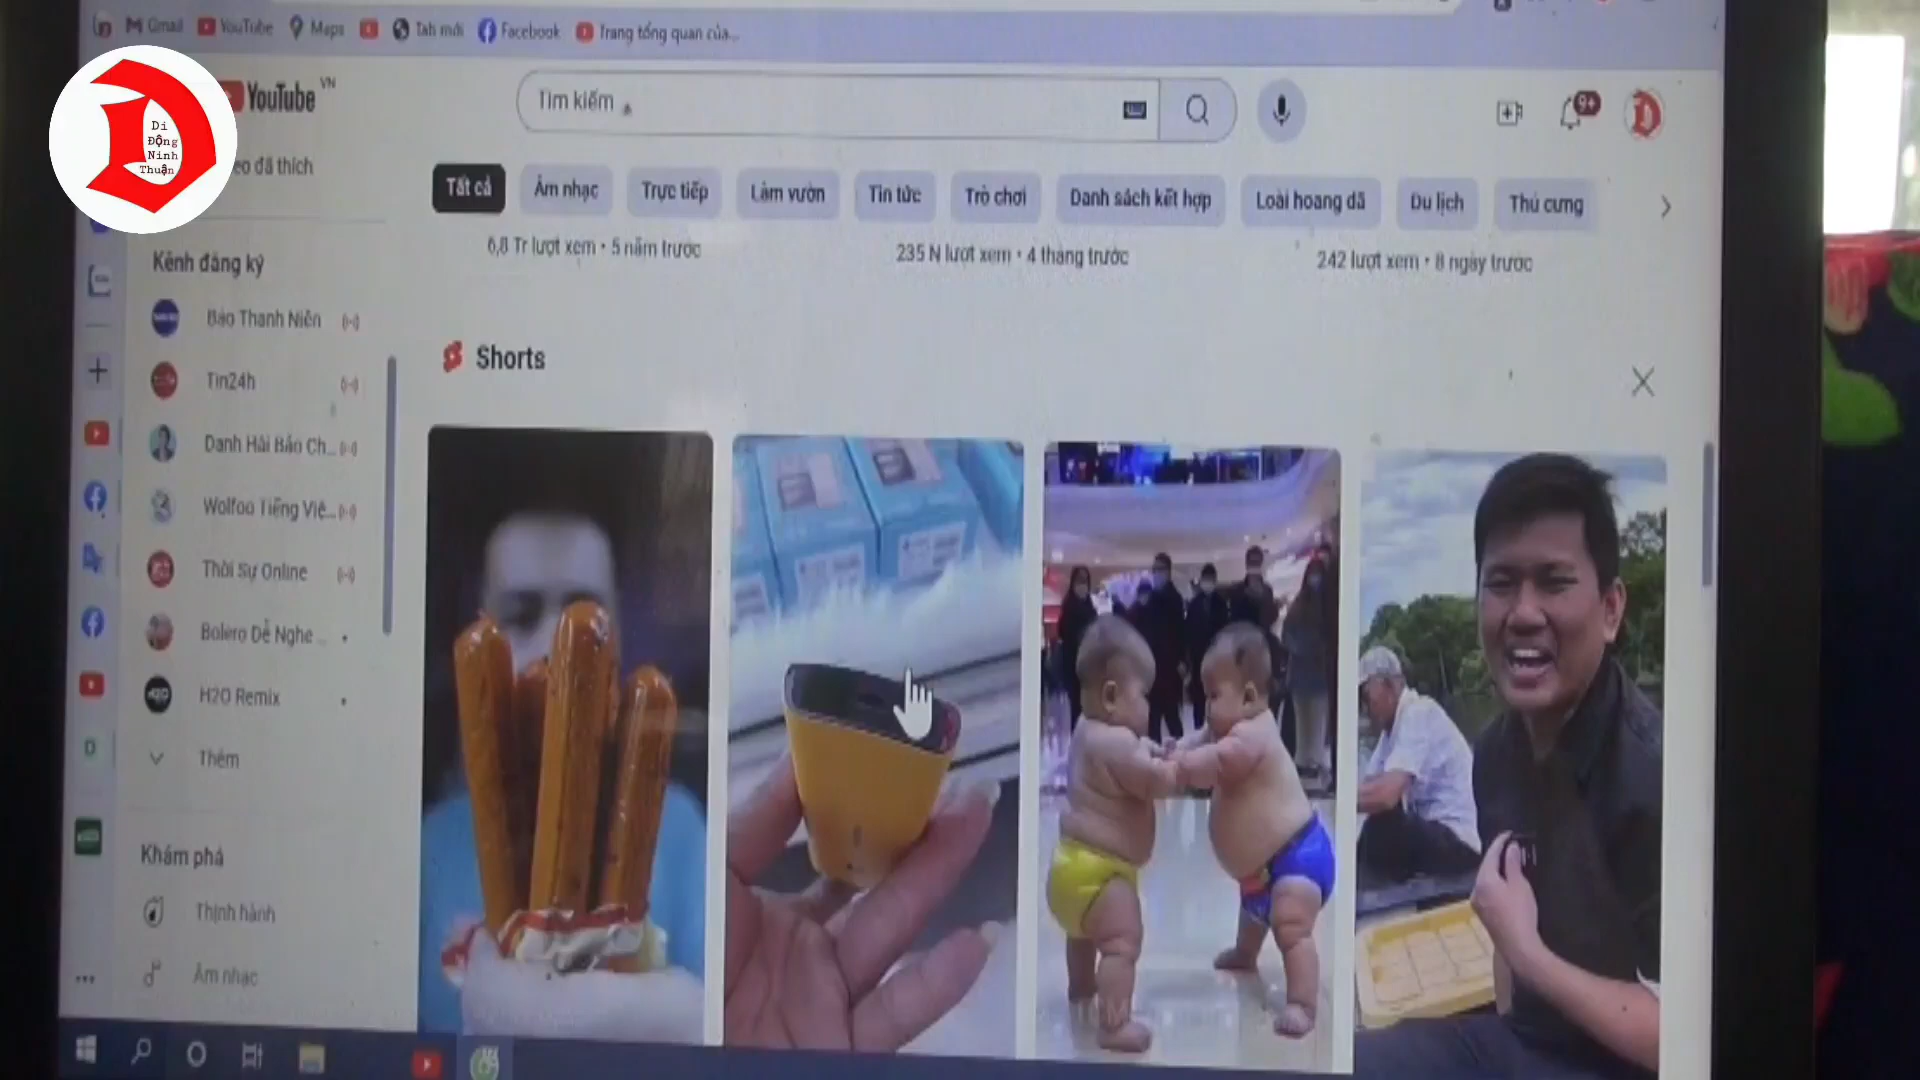 Gmail
YouTube
Maps
Tab mới
Facebook
Trang tổng quan của...
Di
Động
Ninh
Thuận
YouTube VN
Tìm kiếm
9+
eo đã thích
Tất cả
Âm nhạc
Trực tiếp
Làm vườn
Tin tức
Trò chơi
Danh sách kết hợp
Loài hoang dã
Du lịch
Thú cưng
6,8 Tr lượt xem • 5 năm trước
235 N lượt xem • 4 tháng trước
242 lượt xem • 8 ngày trước
Kênh đăng ký
Báo Thanh Niên
Tin24h
Danh Hài Bảo Ch...
Wolfoo Tiếng Việ...
Thời Sự Online
Bolero Dễ Nghe ...
H2O Remix
Thêm
Khám phá
Thịnh hành
Âm nhạc
Shorts